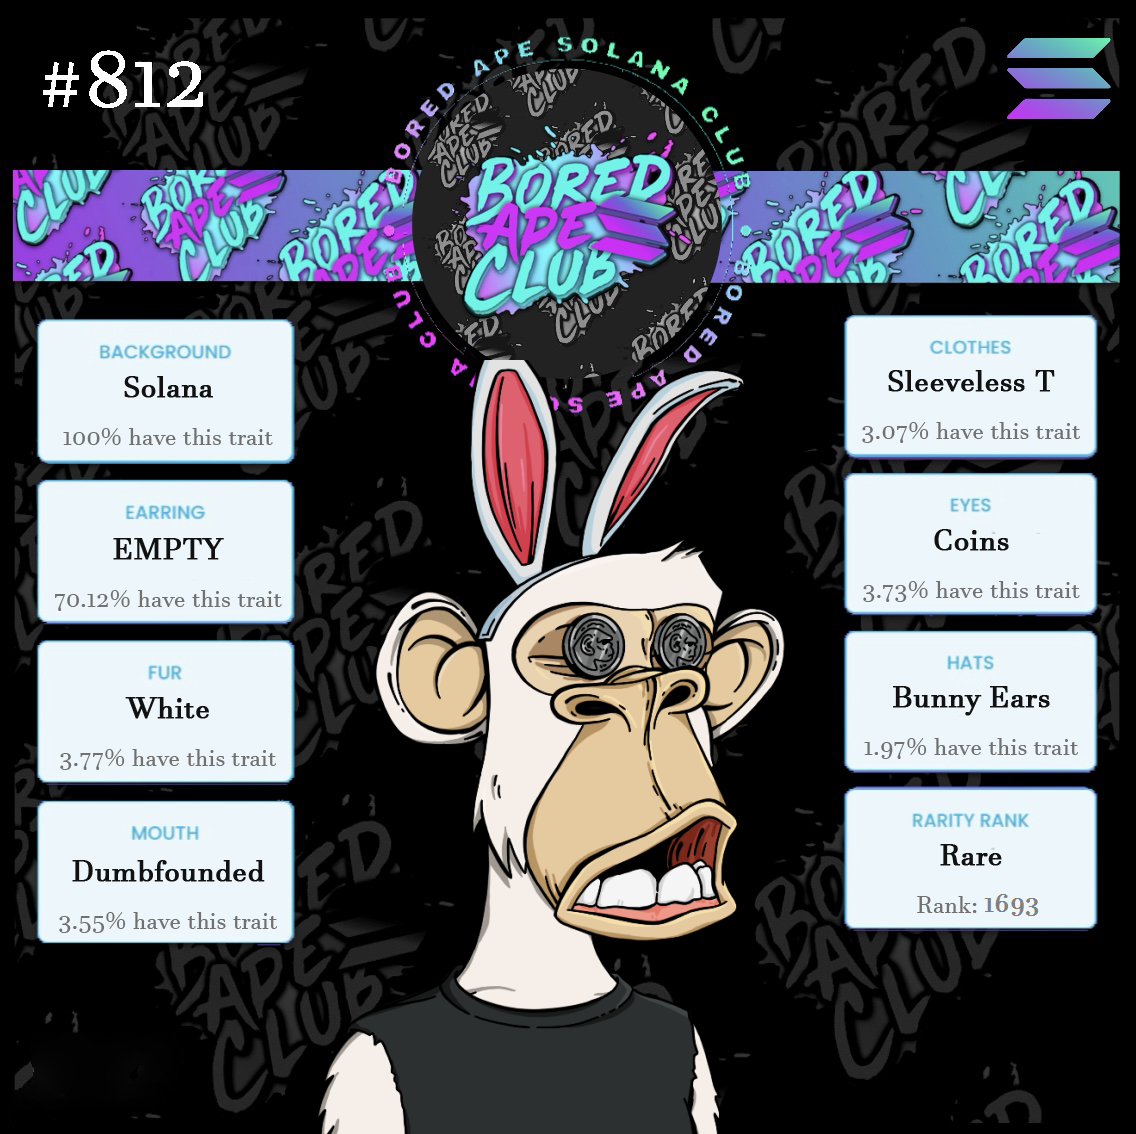 #812
BORED APE SOLANA CLUB
BORED
APE
CLUB
BACKGROUND
Solana
100% have this trait
EARRING
EMPTY
70.12% have this trait
FUR
White
3.77% have this trait
MOUTH
Dumbfounded
3.55% have this trait
CLOTHES
Sleeveless T
3.07% have this trait
EYES
Coins
3.73% have this trait
HATS
Bunny Ears
1.97% have this trait
RARITY RANK
Rare
Rank: 1693